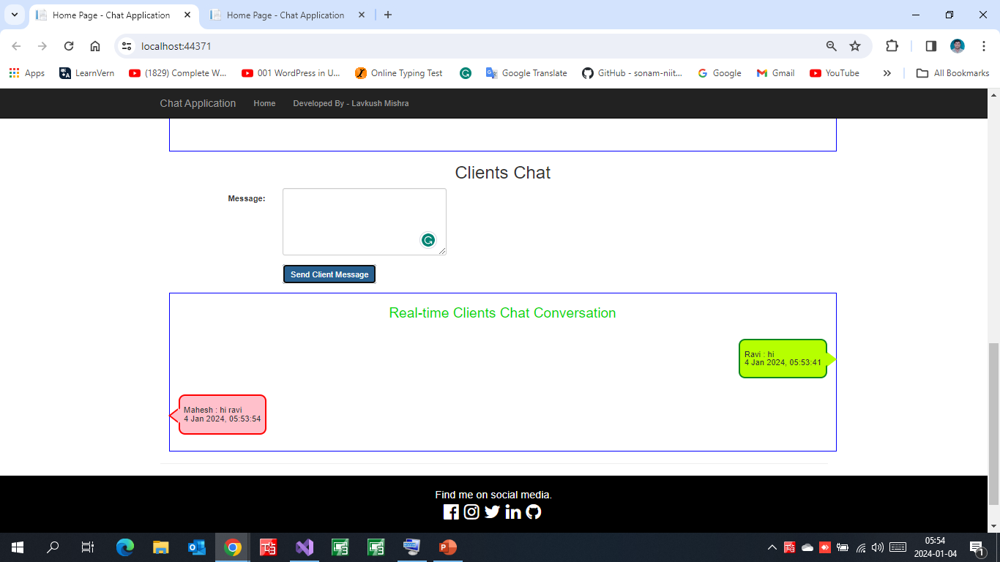 Home Page - Chat Application
Home Page - Chat Application
localhost:44371
Apps
LearnVern
(1829) Complete W...
001 WordPress in U...
Online Typing Test
Google Translate
GitHub - sonam-niit...
Google
Gmail
YouTube
All Bookmarks
Chat Application
Home
Developed By - Lavkush Mishra
Clients Chat
Message:
Send Client Message
Real-time Clients Chat Conversation
Ravi : hi
4 Jan 2024, 05:53:41
Mahesh : hi ravi
4 Jan 2024, 05:53:54
Find me on social media.
05:54
2024-01-04
1